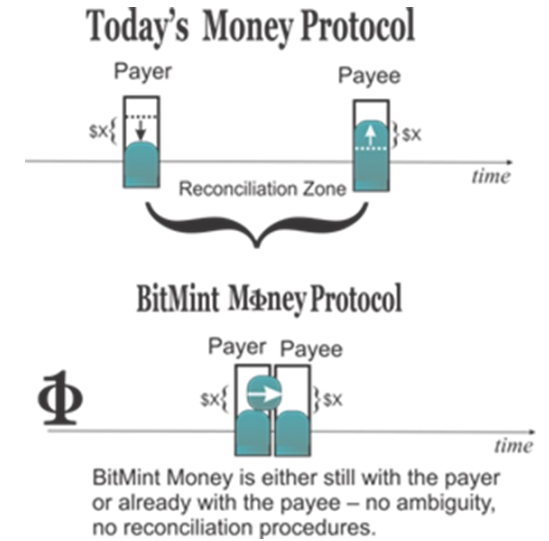 Today's Money Protocol
Payer Payee
$X{ }$X
time
Reconciliation Zone
BitMint MΦney Protocol
Payer Payee
$X{ }$X
Φ
time
BitMint Money is either still with the payer
or already with the payee – no ambiguity,
no reconciliation procedures.